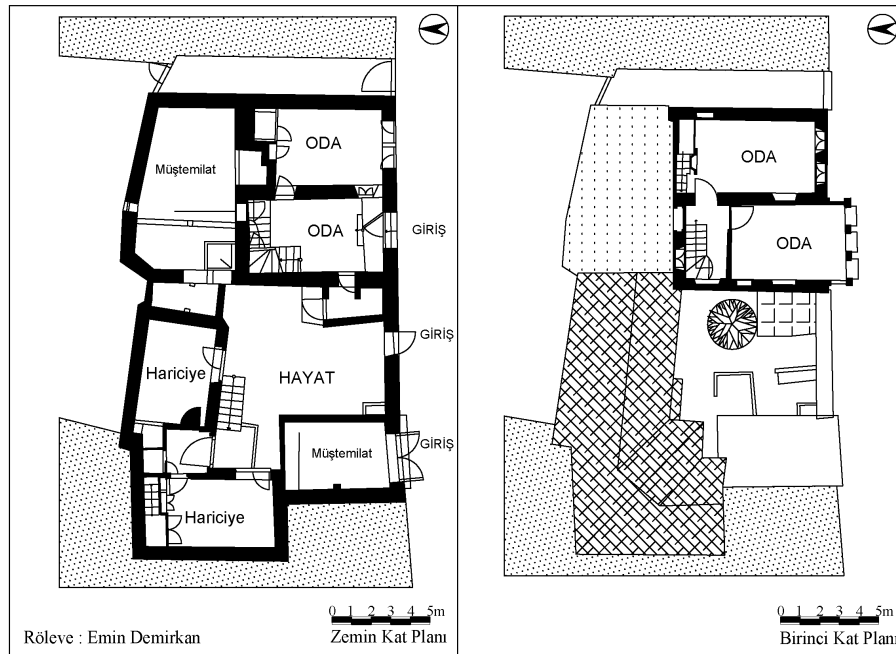 ODA
Müştemilat
ODA
GİRİŞ
GİRİŞ
Hariciye
HAYAT
GİRİŞ
Müştemilat
Hariciye
0 1 2 3 4 5m
Röleve : Emin Demirkan
Zemin Kat Planı
ODA
ODA
0 1 2 3 4 5m
Birinci Kat Planı